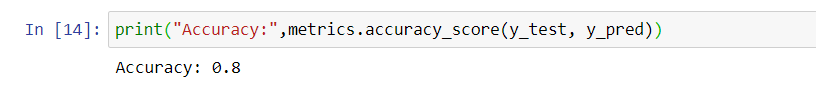 In [14]: print("Accuracy:",metrics.accuracy_score(y_test, y_pred))
Accuracy: 0.8